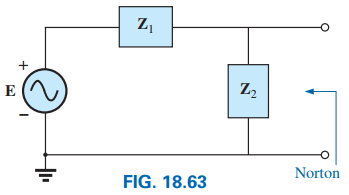 Z₁
+
E
−
Z₂
Norton
FIG. 18.63